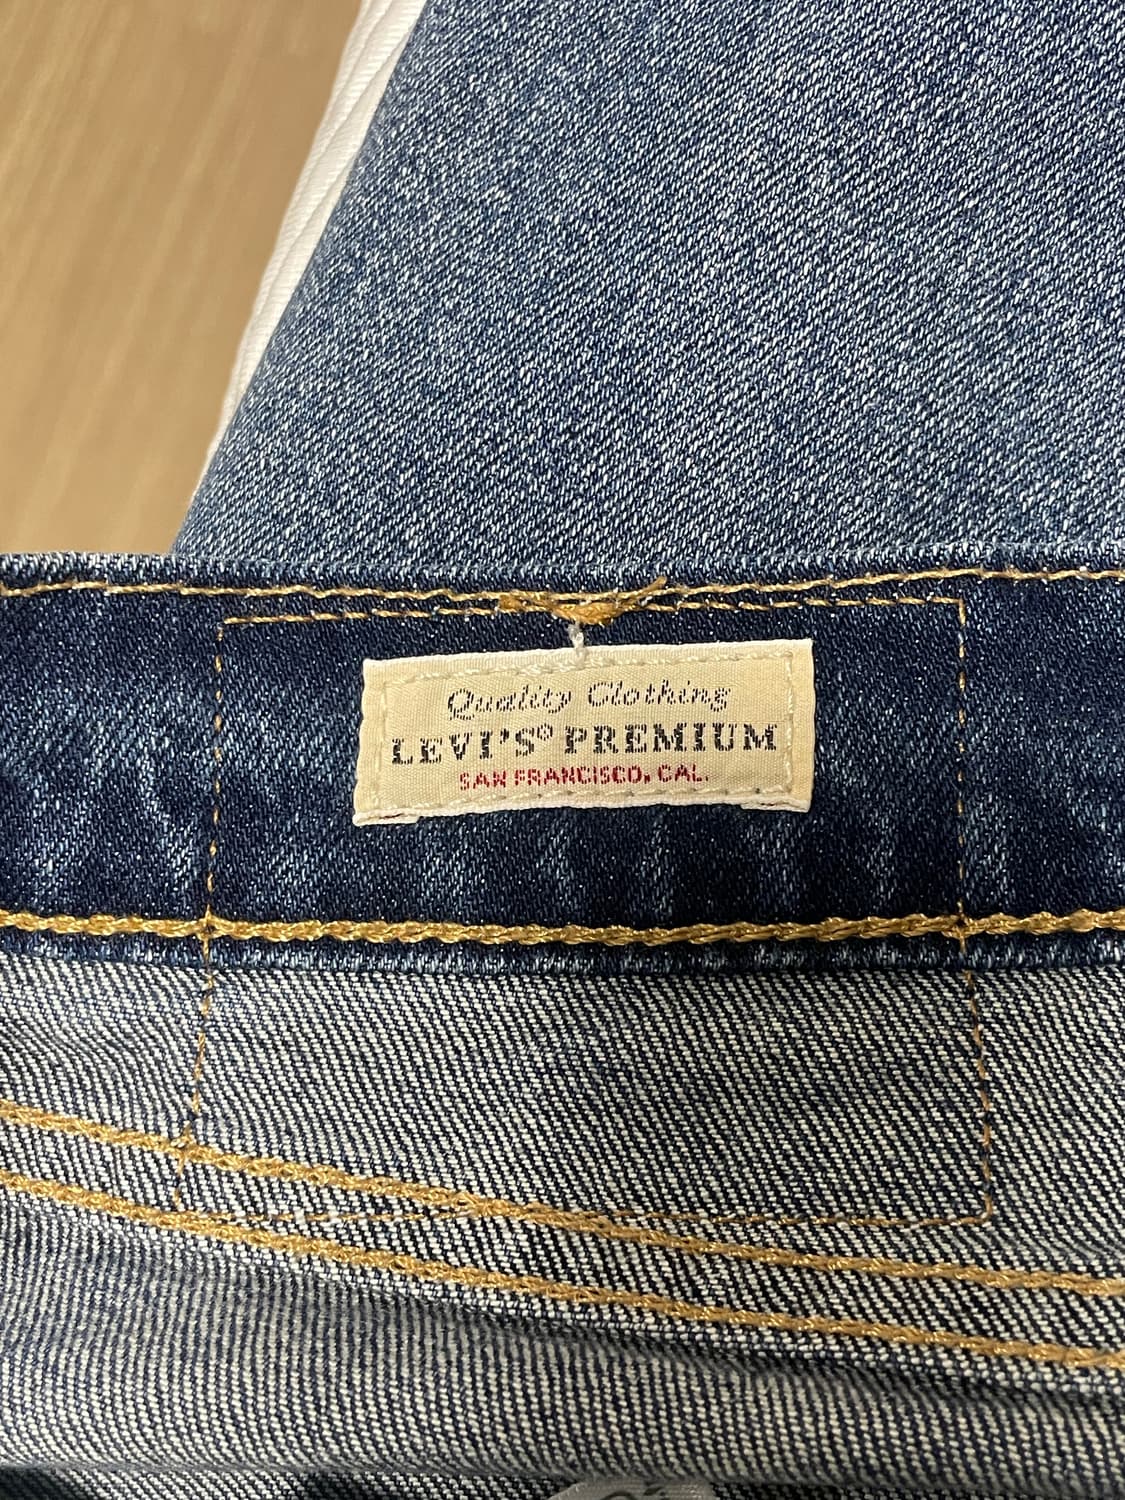 Quality Clothing
LEVI'S® PREMIUM
SAN FRANCISCO, CAL.